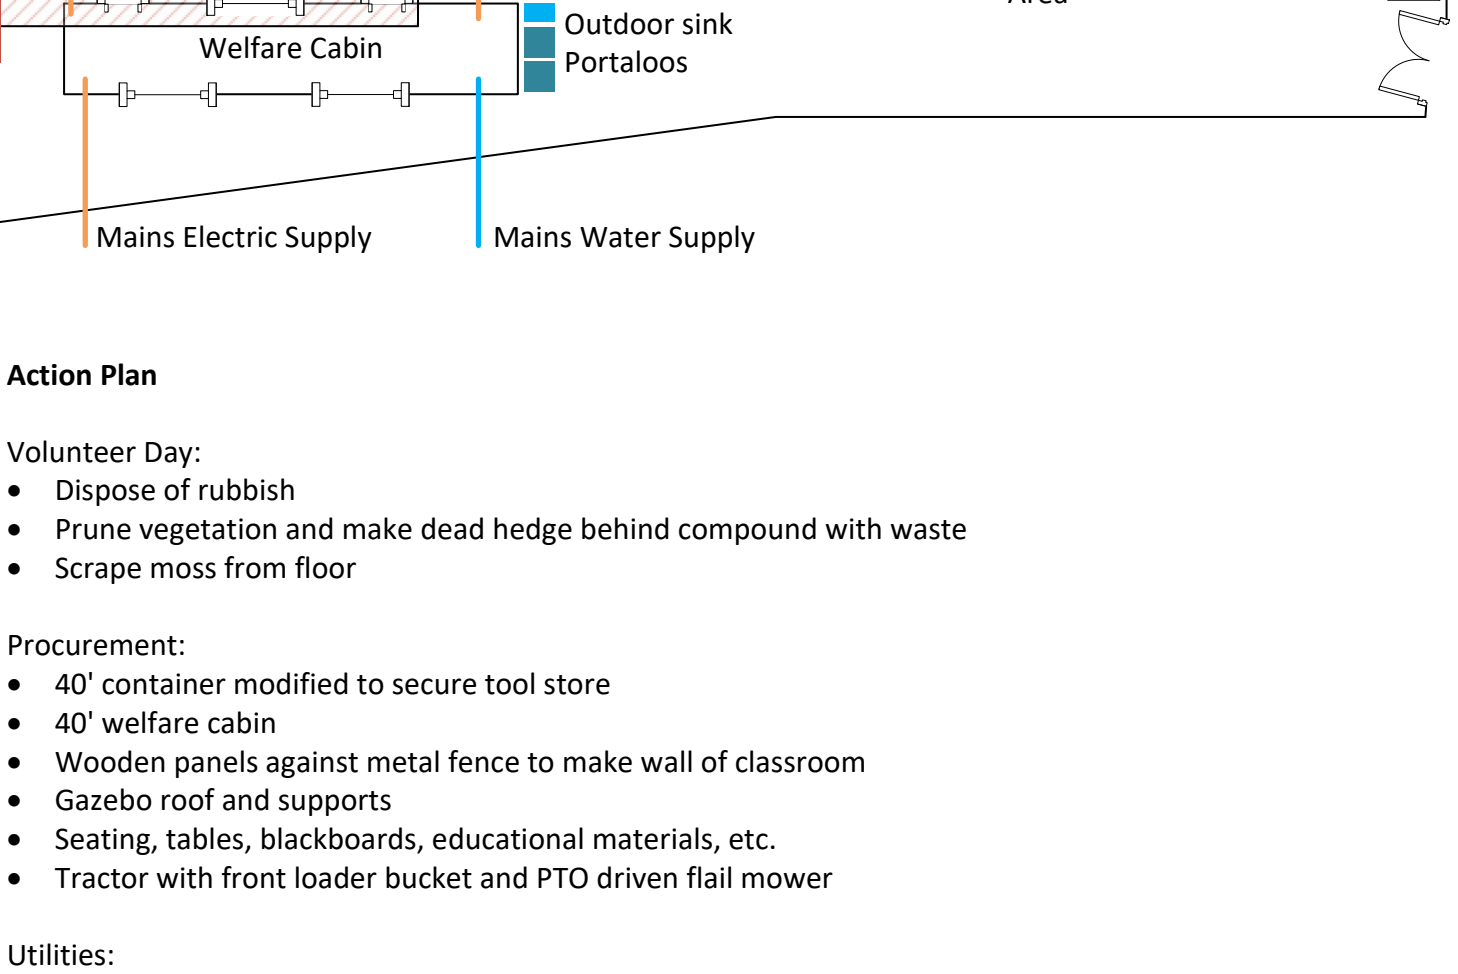 Area
Outdoor sink
Welfare Cabin
Portaloos
Mains Electric Supply
Mains Water Supply
Action Plan
Volunteer Day:
• Dispose of rubbish
• Prune vegetation and make dead hedge behind compound with waste
• Scrape moss from floor
Procurement:
• 40' container modified to secure tool store
• 40' welfare cabin
• Wooden panels against metal fence to make wall of classroom
• Gazebo roof and supports
• Seating, tables, blackboards, educational materials, etc.
• Tractor with front loader bucket and PTO driven flail mower
Utilities: